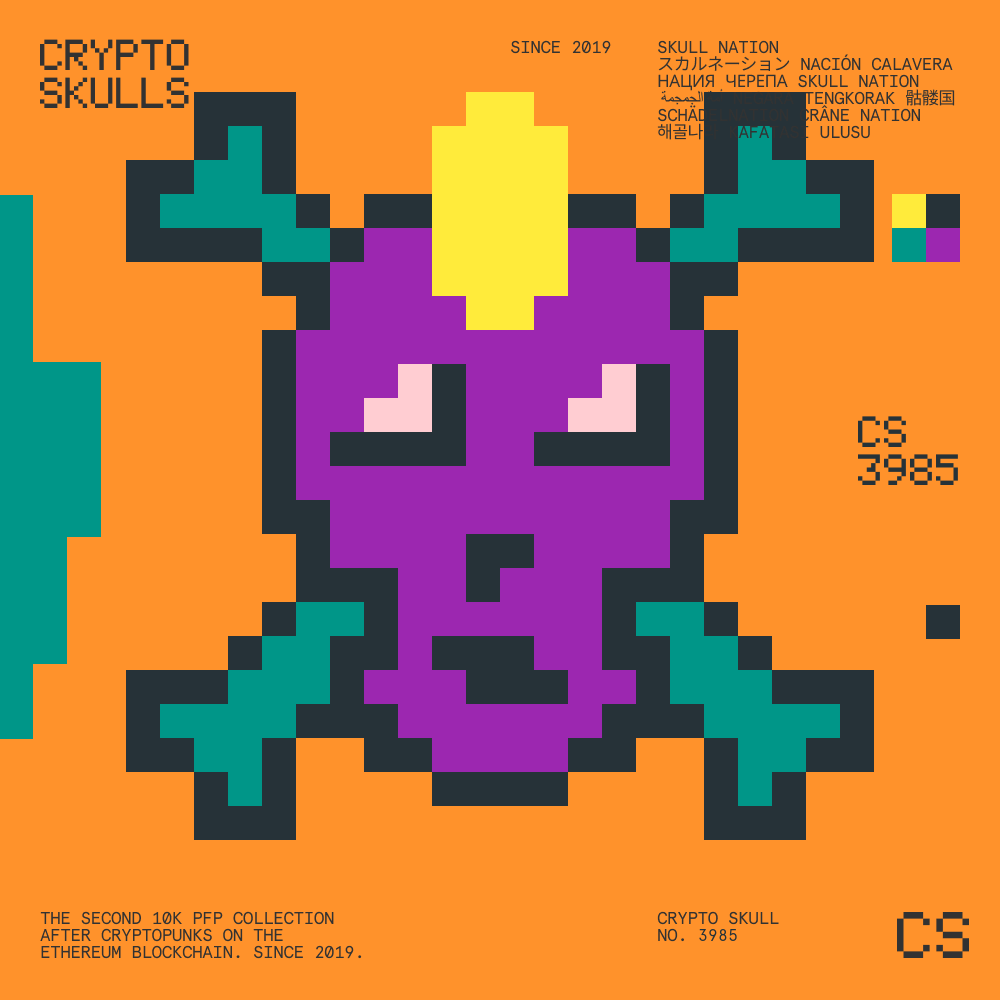 CRYPTO
SKULLS
SINCE 2019
SKULL NATION
スカルネーション NACIÓN CALAVERA
НАЦИЯ ЧЕРЕПА SKULL NATION
TENGKORAK 骷髅国
CRÂNE NATION
해골나 ULUSU
CS
3985
THE SECOND 10K PFP COLLECTION
AFTER CRYPTOPUNKS ON THE
ETHEREUM BLOCKCHAIN. SINCE 2019.
CRYPTO SKULL
NO. 3985
CS